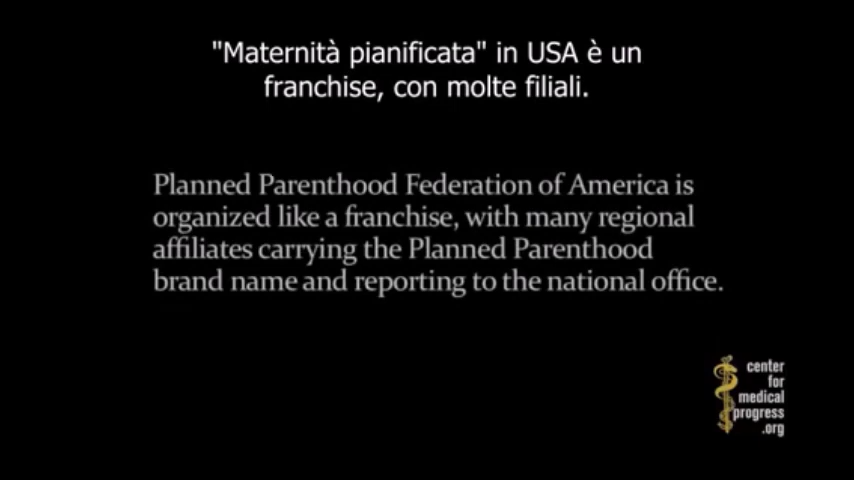 "Maternità pianificata" in USA è un
franchise, con molte filiali.
Planned Parenthood Federation of America is
organized like a franchise, with many regional
affiliates carrying the Planned Parenthood
brand name and reporting to the national office.
center
for
medical
progress
.org